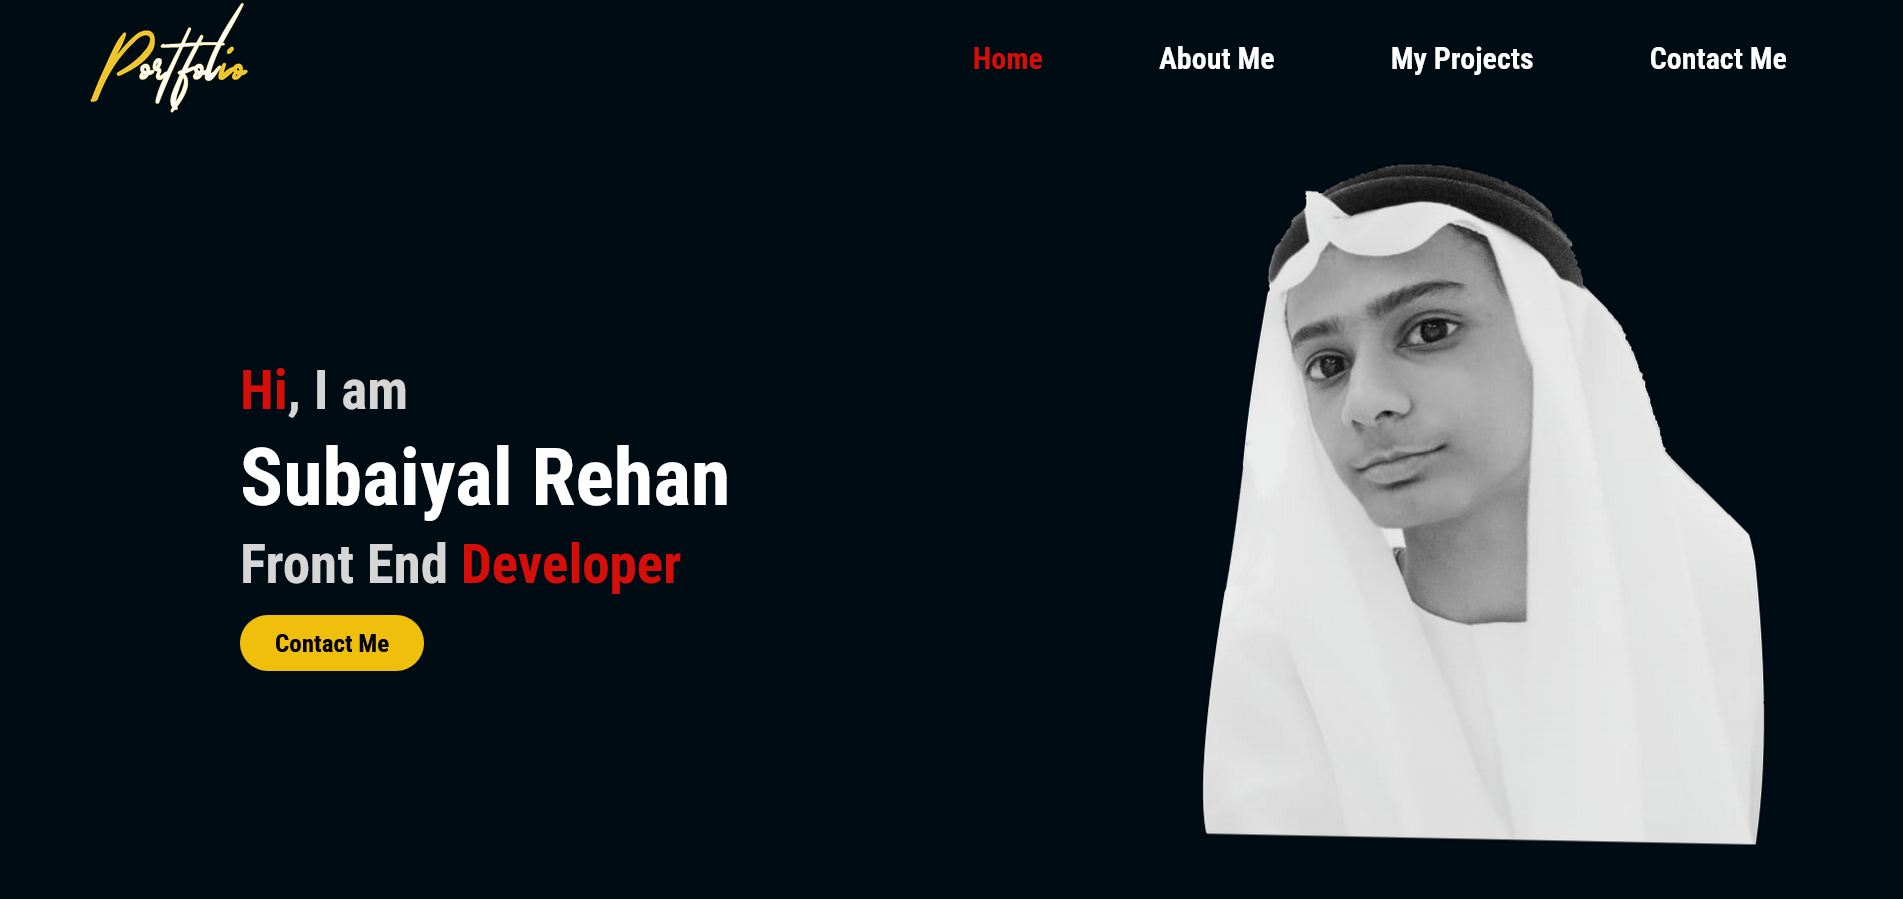 Portfolio
Home About Me My Projects Contact Me
Hi, I am
Subaiyal Rehan
Front End Developer
Contact Me